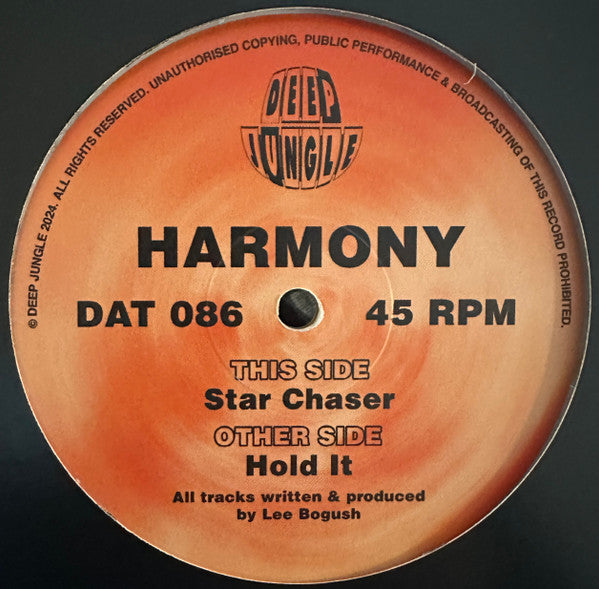 © DEEP JUNGLE 2024. ALL RIGHTS RESERVED. UNAUTHORISED COPYING, PUBLIC PERFORMANCE & BROADCASTING OF THIS RECORD PROHIBITED.
DEEP
JUNGLE
HARMONY
DAT 086 45 RPM
THIS SIDE
Star Chaser
OTHER SIDE
Hold It
All tracks written & produced
by Lee Bogush